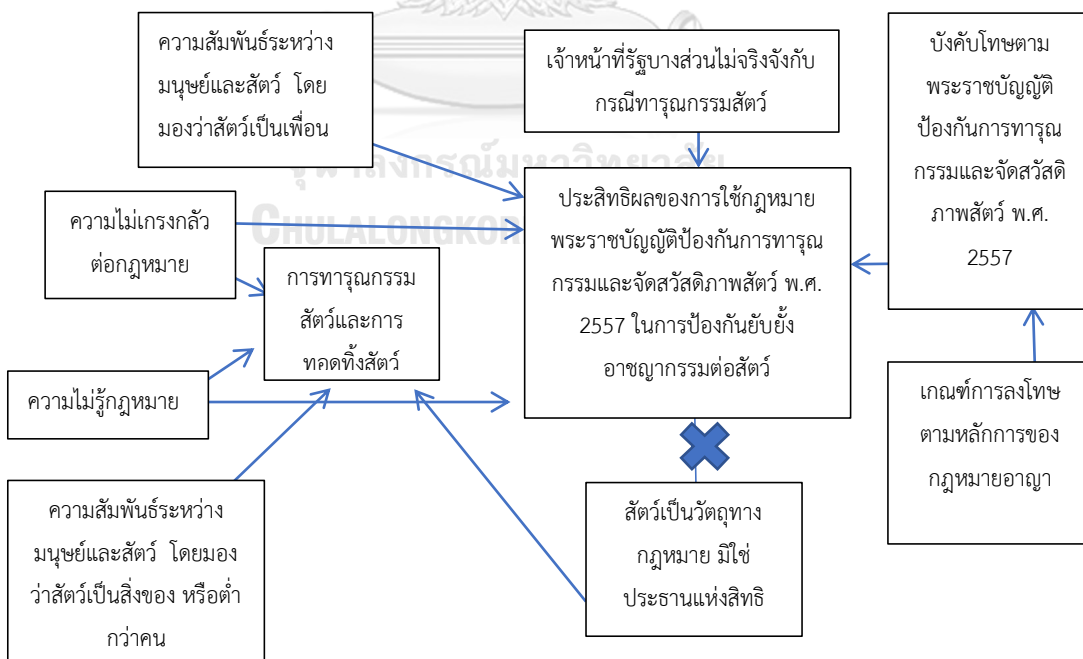 ความสัมพันธ์ระหว่าง
มนุษย์และสัตว์ โดย
มองว่าสัตว์เป็นเพื่อน
เจ้าหน้าที่รัฐบางส่วนไม่จริงจังกับ
กรณีทารุณกรรมสัตว์
บังคับโทษตาม
พระราชบัญญัติ
ป้องกันการทารุณ
กรรมและจัดสวัสดิ
ภาพสัตว์ พ.ศ.
2557
จุฬาลงกรณ์มหาวิทยาลัย
CHULALONGKOR
ความไม่เกรงกลัว
ต่อกฎหมาย
ประสิทธิผลของการใช้กฎหมาย
พระราชบัญญัติป้องกันการทารุณ
กรรมและจัดสวัสดิภาพสัตว์ พ.ศ.
2557 ในการป้องกันยับยั้ง
อาชญากรรมต่อสัตว์
การทารุณกรรม
สัตว์และการ
ทอดทิ้งสัตว์
ความไม่รู้กฎหมาย
เกณฑ์การลงโทษ
ตามหลักการของ
กฎหมายอาญา
ความสัมพันธ์ระหว่าง
มนุษย์และสัตว์ โดยมอง
ว่าสัตว์เป็นสิ่งของ หรือต่ำ
กว่าคน
สัตว์เป็นวัตถุทาง
กฎหมาย มิใช่
ประธานแห่งสิทธิ